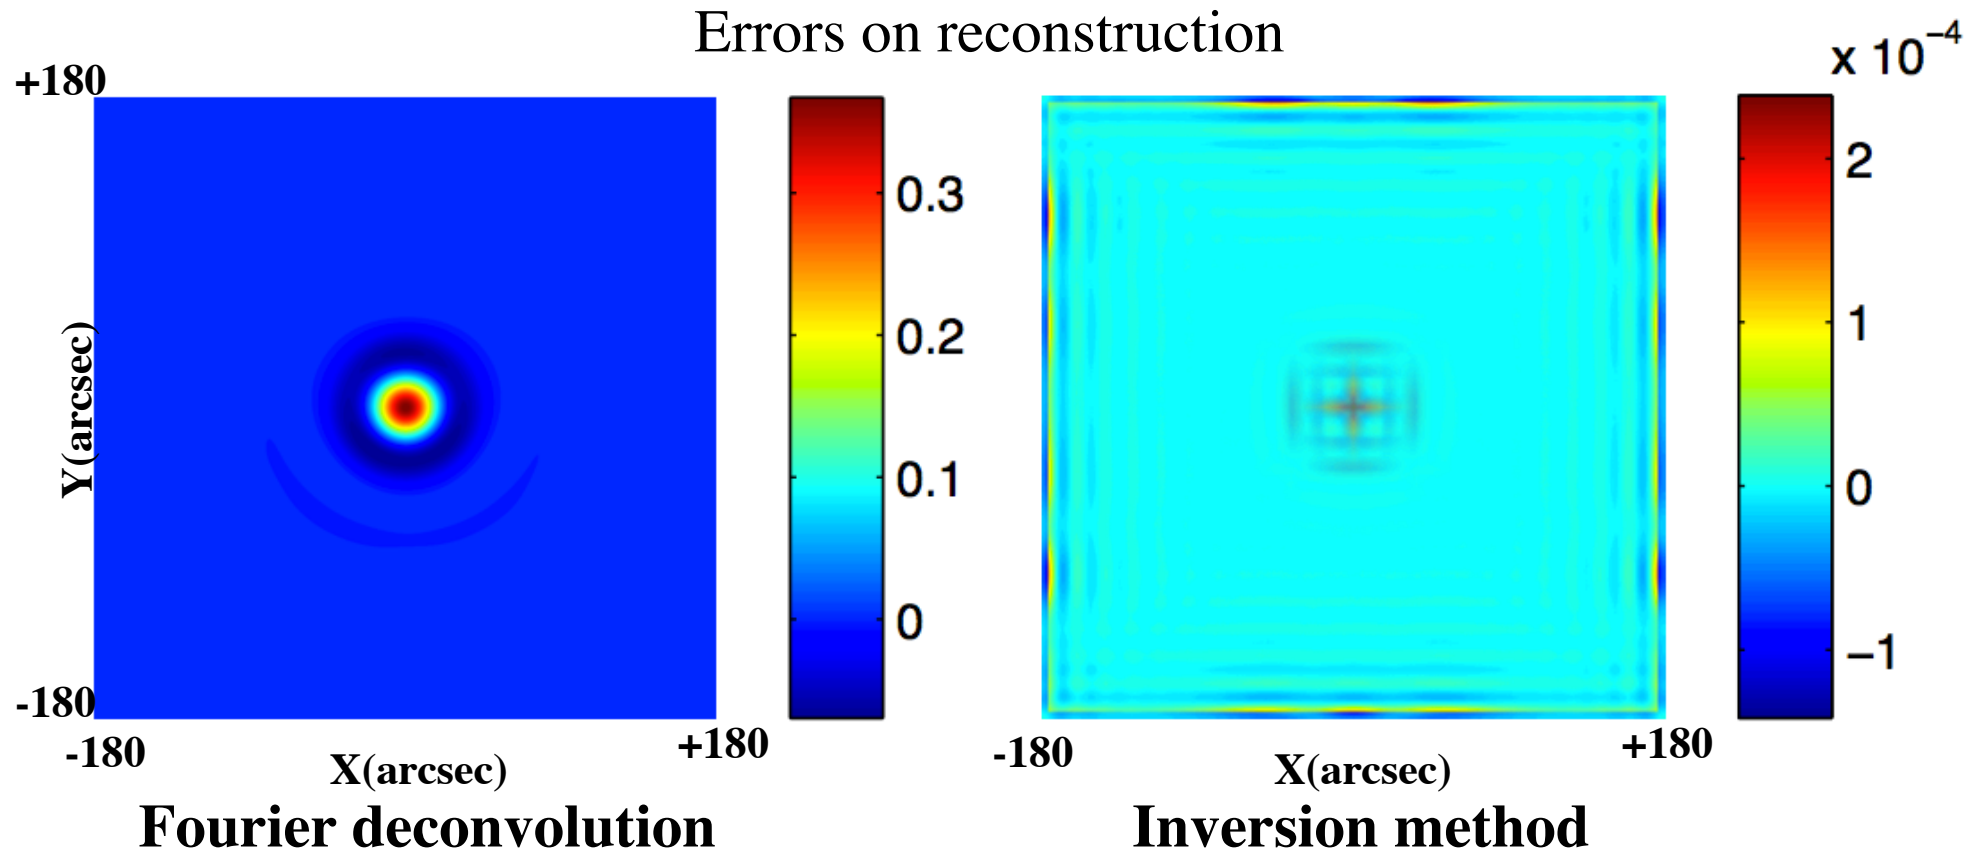 Errors on reconstruction
x 10⁻⁴
+180
0.3
0.2
0.1
0
Y(arcsec)
-180
-180
+180
X(arcsec)
Fourier deconvolution
2
1
0
−1
-180
+180
X(arcsec)
Inversion method